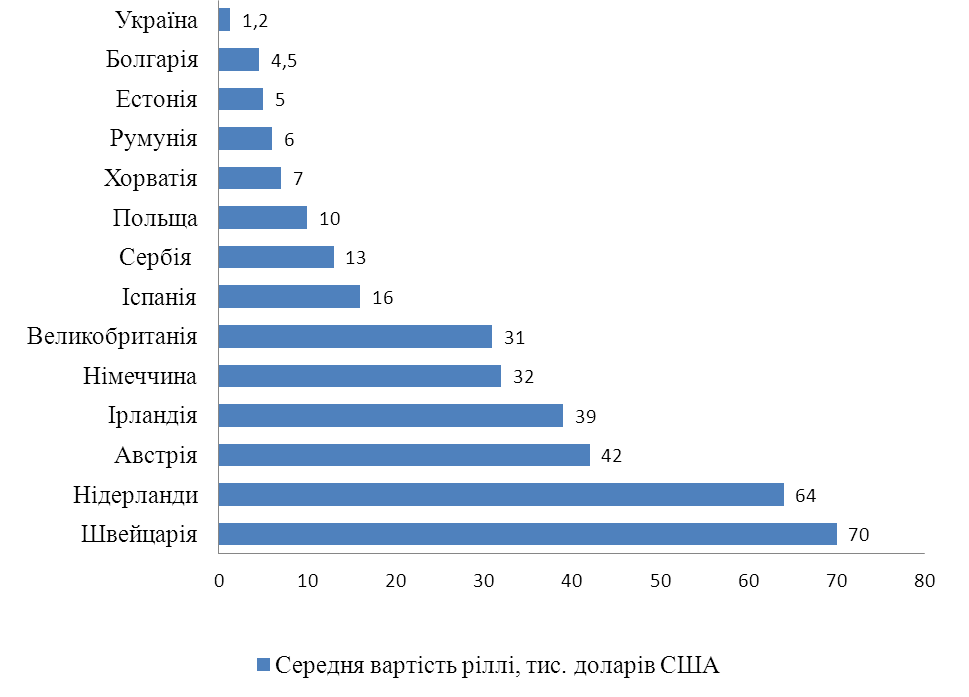 Україна 1,2
Болгарія 4,5
Естонія 5
Румунія 6
Хорватія 7
Польща 10
Сербія 13
Іспанія 16
Великобританія 31
Німеччина 32
Ірландія 39
Австрія 42
Нідерланди 64
Швейцарія 70
0 10 20 30 40 50 60 70 80
Середня вартість ріллі, тис. доларів США